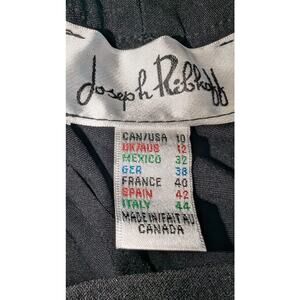 Joseph Ribkoff
CAN/USA 10
UK/AUS 12
MEXICO 32
GER 38
FRANCE 40
SPAIN 42
ITALY 44
MADE IN/FAIT AU
CANADA